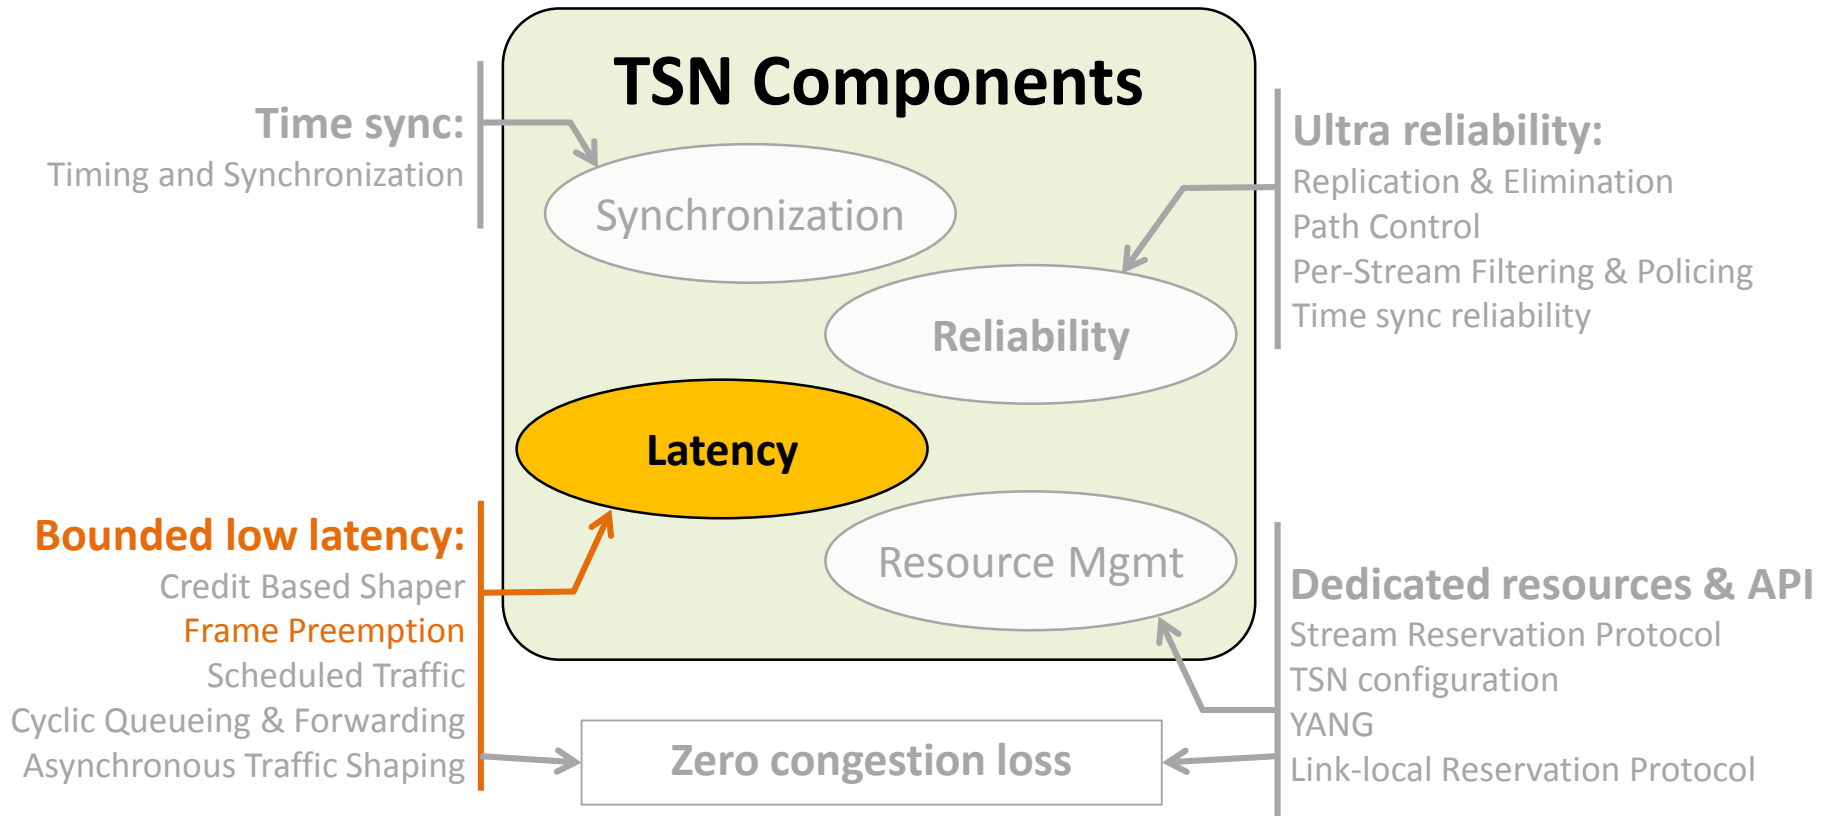 TSN Components
Time sync:
Timing and Synchronization
Synchronization
Ultra reliability:
Replication & Elimination
Path Control
Per-Stream Filtering & Policing
Time sync reliability
Reliability
Latency
Bounded low latency:
Credit Based Shaper
Frame Preemption
Scheduled Traffic
Cyclic Queueing & Forwarding
Asynchronous Traffic Shaping
Resource Mgmt
Dedicated resources & API
Stream Reservation Protocol
TSN configuration
YANG
Link-local Reservation Protocol
Zero congestion loss